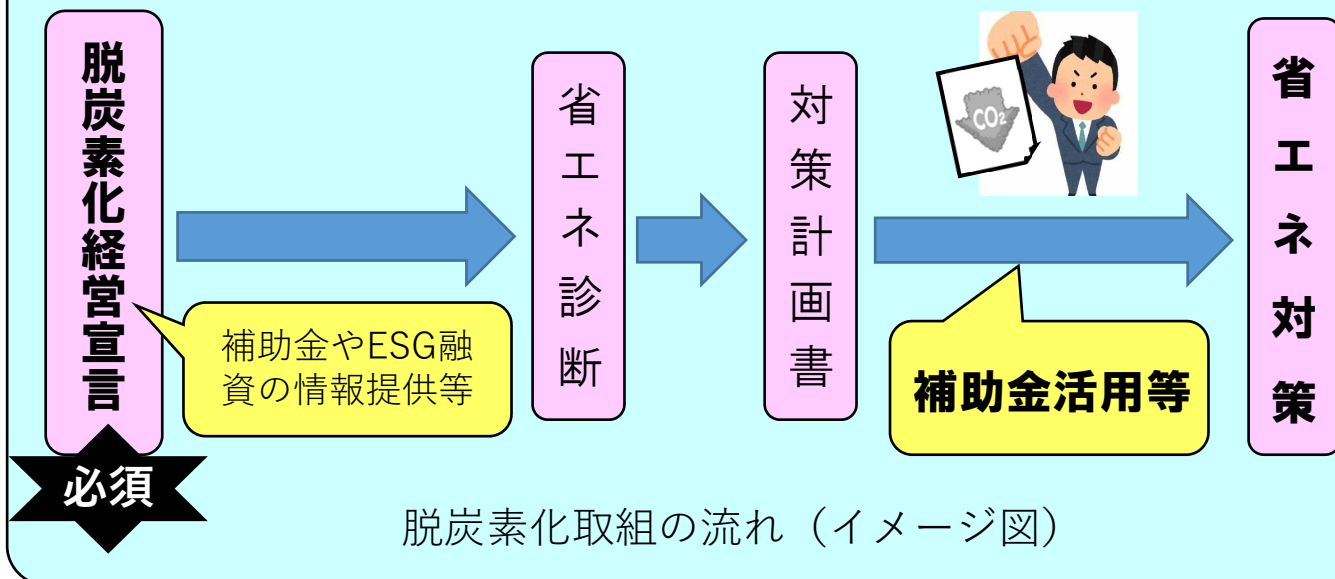 脱炭素化経営宣言
必須
補助金やESG融
資の情報提供等
省エネ診断
対策計画書
CO₂
補助金活用等
省エネ対策
脱炭素化取組の流れ（イメージ図）